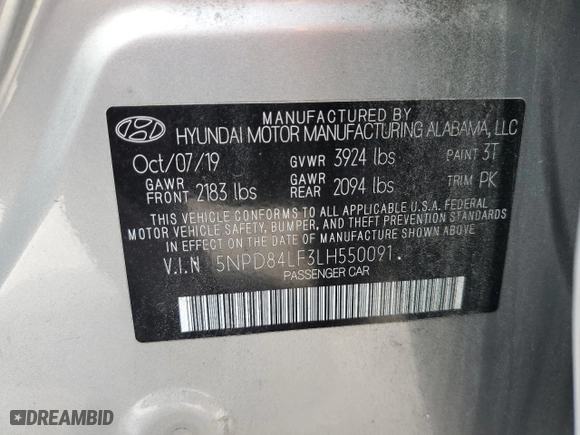 MANUFACTURED BY
HYUNDAI MOTOR MANUFACTURING ALABAMA, LLC
Oct/07/19 GVWR 3924 lbs PAINT 3T
GAWR FRONT 2183 lbs GAWR REAR 2094 lbs TRIM PK
THIS VEHICLE CONFORMS TO ALL APPLICABLE U.S.A. FEDERAL
MOTOR VEHICLE SAFETY, BUMPER, AND THEFT PREVENTION
STANDARDS IN EFFECT ON THE DATE OF MANUFACTURE SHOWN
ABOVE.
V.I.N 5NPD84LF3LH550091
PASSENGER CAR
DREAMBID